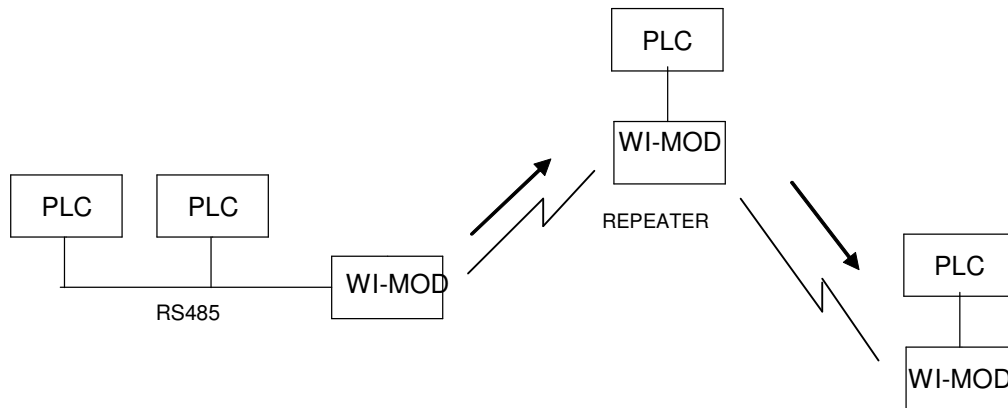 PLC
WI-MOD
REPEATER
PLC
PLC
WI-MOD
RS485
PLC
WI-MOD